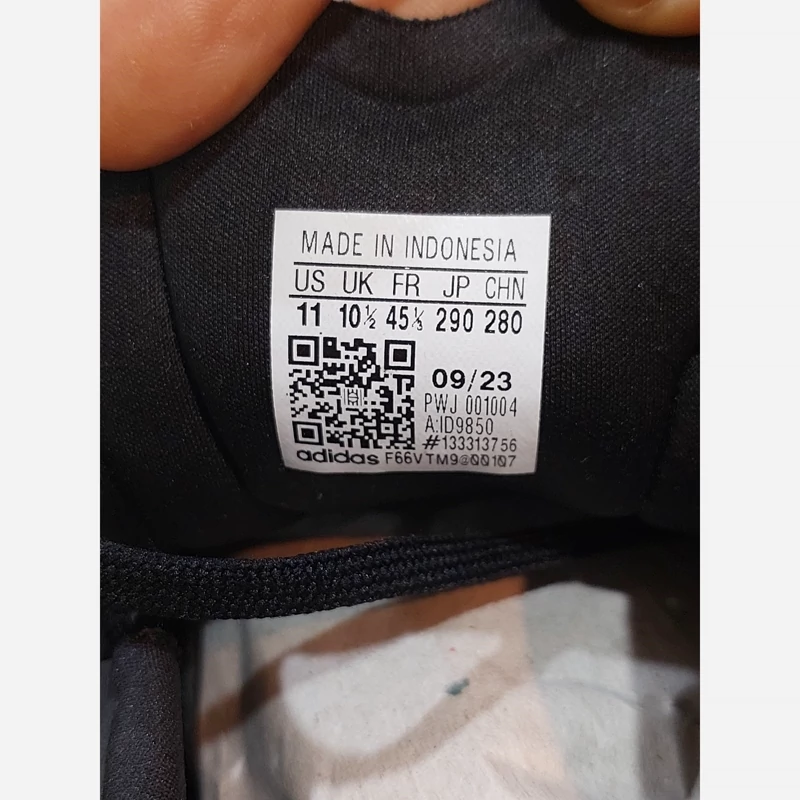 MADE IN INDONESIA
US UK FR JP CHN
11 10½ 45⅓ 290 280
09/23
PWJ 001004
A:ID9850
#133313756
adidas F66VTM9@00107